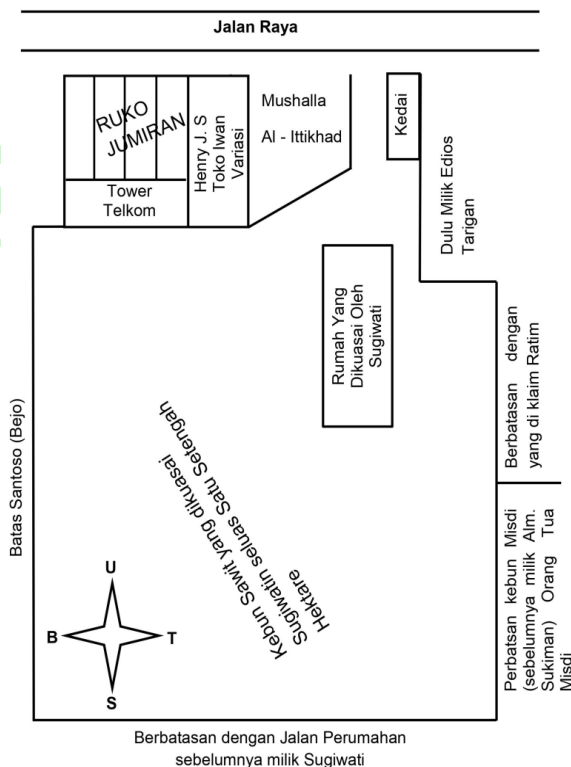 Jalan Raya
RUKO
JUMIRAN
Tower
Telkom
Henry J. S
Toko Iwan
Variasi
Mushalla
Al - Ittikhad
Kedai
Dulu Milik Edios
Tarigan
Rumah Yang
Dikuasai Oleh
Sugiwati
Berbatasan dengan
yang di klaim Ratim
Batas Santoso (Bejo)
Kebun Sawit yang dikuasai
Sugiwatin seluas Satu Setengah
Hektare
Perbatsan kebun Misdi
(sebelumnya milik Alm.
Sukiman) Orang Tua
Misdi
U
B
T
S
Berbatasan dengan Jalan Perumahan
sebelumnya milik Sugiwati